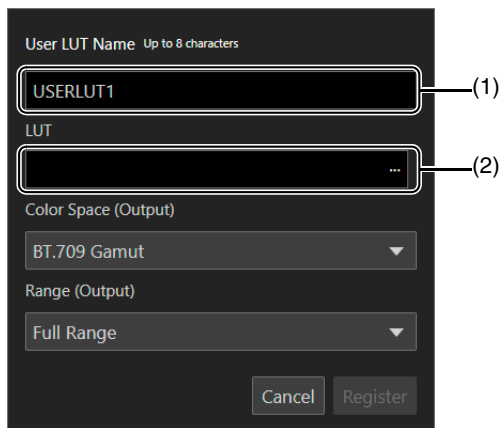 User LUT Name Up to 8 characters
USERLUT1
(1)
LUT
...
(2)
Color Space (Output)
BT.709 Gamut
Range (Output)
Full Range
Cancel Register